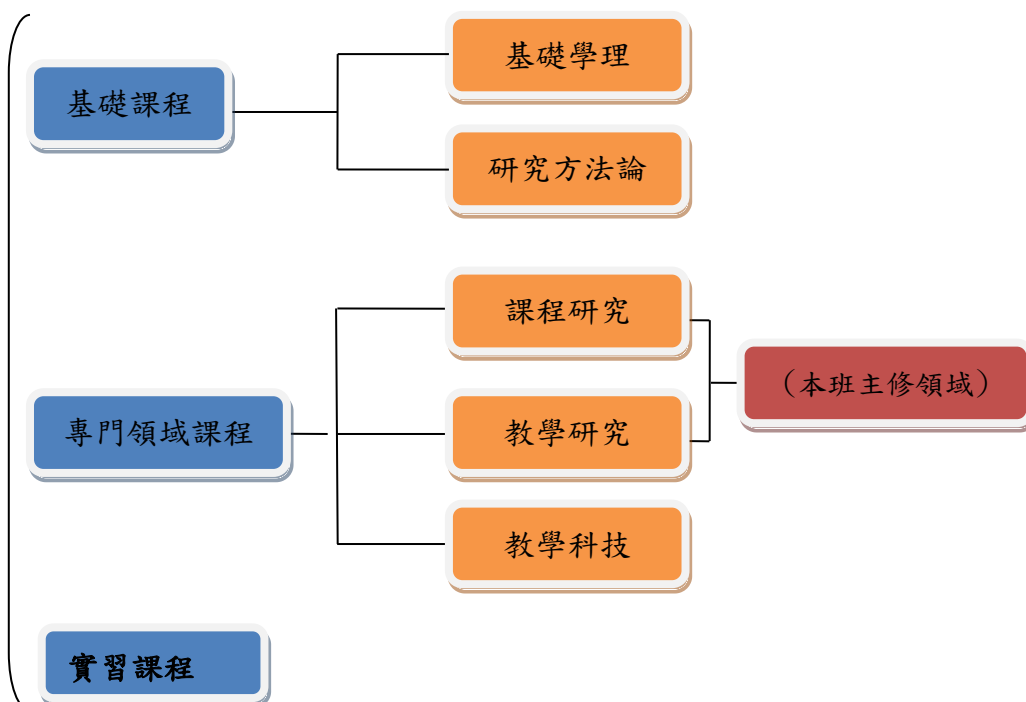 基礎課程
基礎學理
研究方法論
專門領域課程
課程研究
教學研究
教學科技
（本班主修領域）
實習課程